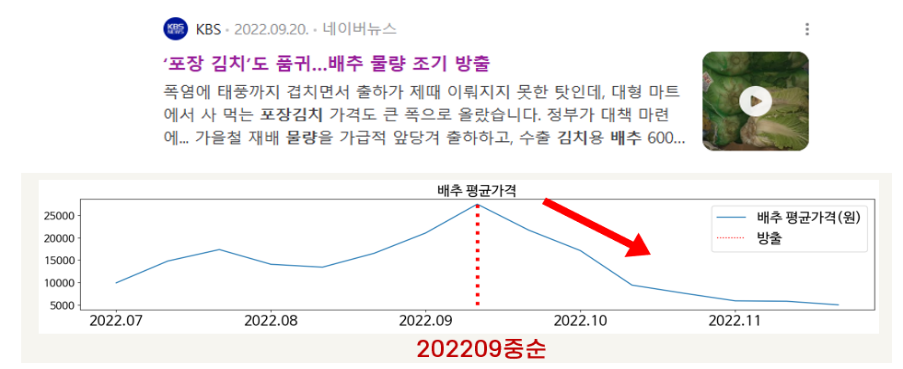 KBS NEWS
KBS · 2022.09.20. · 네이버뉴스
‘포장 김치’도 품귀…배추 물량 조기 방출
폭염에 태풍까지 겹치면서 출하가 제때 이뤄지지 못한 탓인데, 대형 마트
에서 사 먹는 포장김치 가격도 큰 폭으로 올랐습니다. 정부가 대책 마련
에... 가을철 재배 물량을 가급적 앞당겨 출하하고, 수출 김치용 배추 600...
배추 평균가격
25000
20000
15000
10000
5000
배추 평균가격(원)
방출
2022.07 2022.08 2022.09 2022.10 2022.11
202209중순